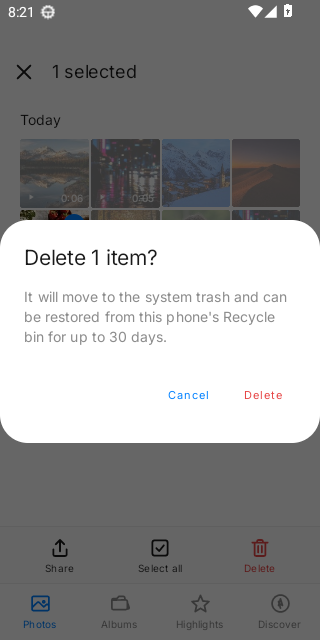 8:21
1 selected
Today
0:06
0:05
Delete 1 item?
It will move to the system trash and can
be restored from this phone's Recycle
bin for up to 30 days.
Cancel
Delete
Share
Select all
Delete
Photos
Albums
Highlights
Discover